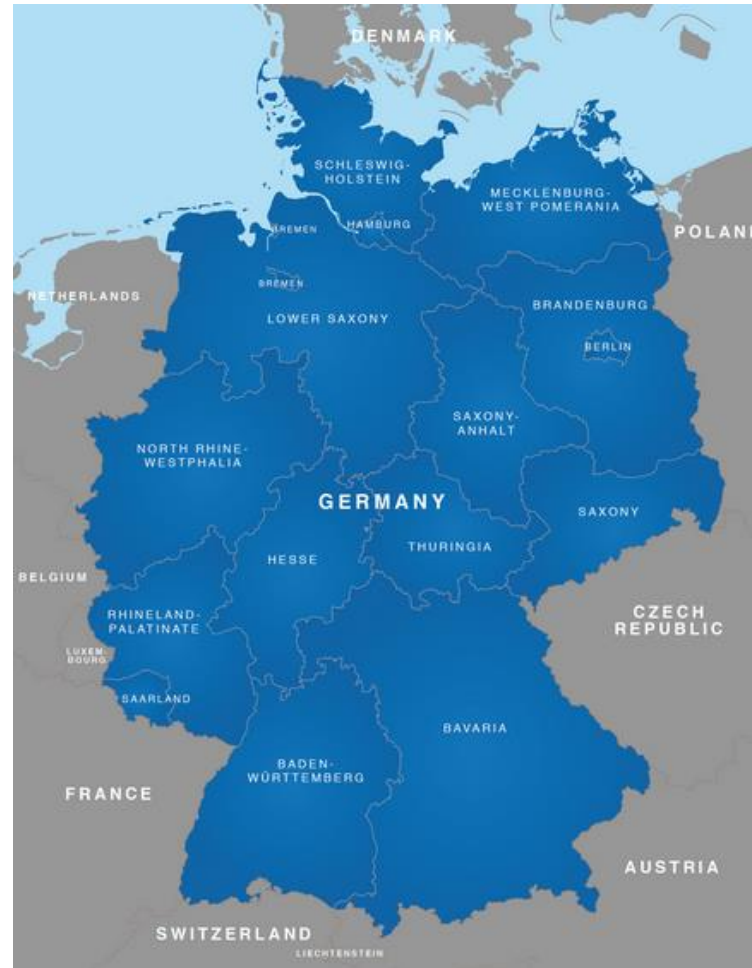 DENMARK
SCHLESWIG-
HOLSTEIN
MECKLENBURG-
WEST POMERANIA
HAMBURG
BREMEN
POLAN
NETHERLANDS
BREMEN
BRANDENBURG
LOWER SAXONY
BERLIN
SAXONY-
ANHALT
NORTH RHINE-
WESTPHALIA
GERMANY
SAXONY
THURINGIA
HESSE
BELGIUM
RHINELAND-
PALATINATE
CZECH
REPUBLIC
LUXEM-
BOURG
SAARLAND
BAVARIA
BADEN-
WÜRTTEMBERG
FRANCE
AUSTRIA
SWITZERLAND
LIECHTENSTEIN